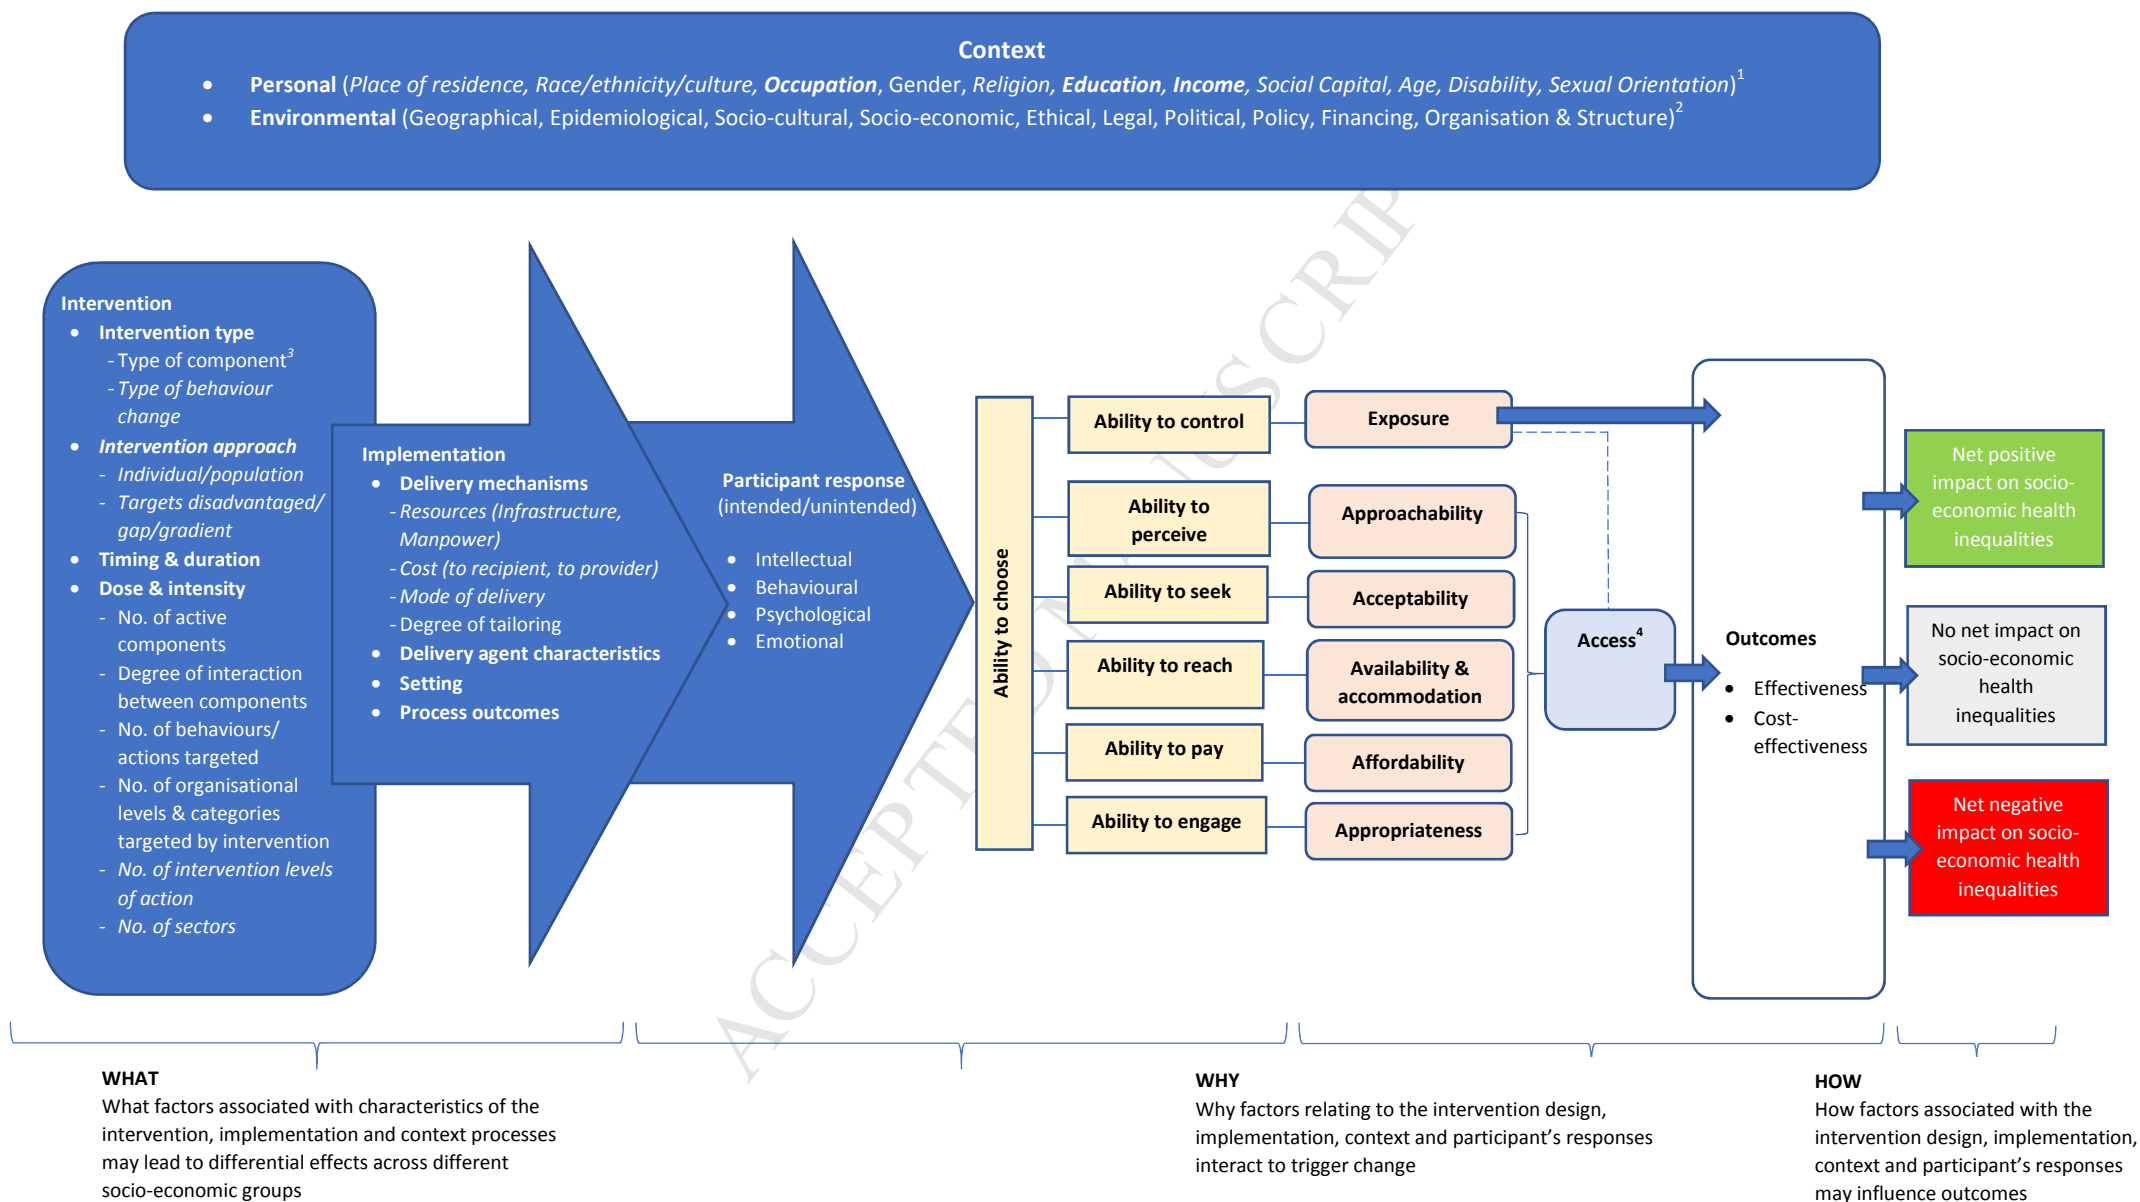 Context
• Personal (Place of residence, Race/ethnicity/culture, Occupation, Gender, Religion, Education, Income, Social Capital, Age, Disability, Sexual Orientation)1
• Environmental (Geographical, Epidemiological, Socio-cultural, Socio-economic, Ethical, Legal, Political, Policy, Financing, Organisation & Structure)2
Intervention
• Intervention type
- Type of component3
- Type of behaviour
change
• Intervention approach
- Individual/population
- Targets disadvantaged/
gap/gradient
• Timing & duration
• Dose & intensity
- No. of active
components
- Degree of interaction
between components
- No. of behaviours/
actions targeted
- No. of organisational
levels & categories
targeted by intervention
- No. of intervention levels
of action
- No. of sectors
Implementation
• Delivery mechanisms
- Resources (Infrastructure,
Manpower)
- Cost (to recipient, to provider)
- Mode of delivery
- Degree of tailoring
• Delivery agent characteristics
• Setting
• Process outcomes
Participant response
(intended/unintended)
• Intellectual
• Behavioural
• Psychological
• Emotional
Ability to choose
Ability to control
Ability to
perceive
Ability to seek
Ability to reach
Ability to pay
Ability to engage
Exposure
Approachability
Acceptability
Availability &
accommodation
Affordability
Appropriateness
Access4
Outcomes
• Effectiveness
• Cost-
effectiveness
Net positive
impact on socio-
economic health
inequalities
No net impact on
socio-economic
health
inequalities
Net negative
impact on socio-
economic health
inequalities
WHAT
What factors associated with characteristics of the
intervention, implementation and context processes
may lead to differential effects across different
socio-economic groups
WHY
Why factors relating to the intervention design,
implementation, context and participant's responses
interact to trigger change
HOW
How factors associated with the
intervention design, implementation,
context and participant's responses
may influence outcomes